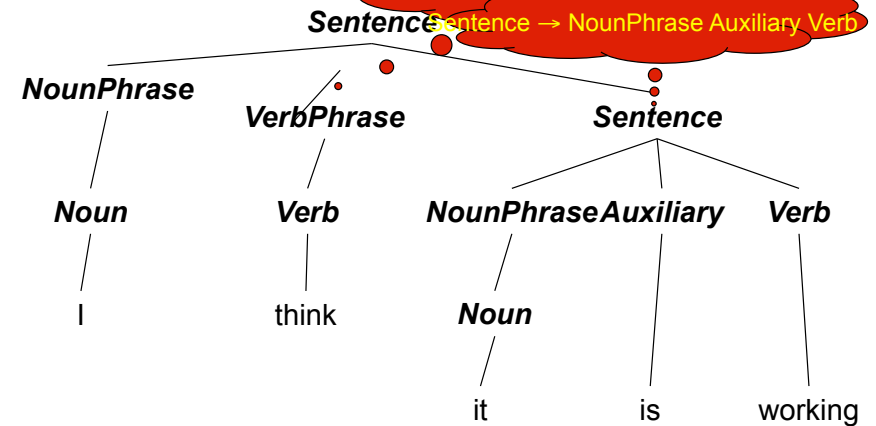 Sentence
Sentence → NounPhrase Auxiliary Verb
NounPhrase
VerbPhrase
Sentence
Noun
Verb
NounPhrase
Auxiliary
Verb
I
think
Noun
it
is
working